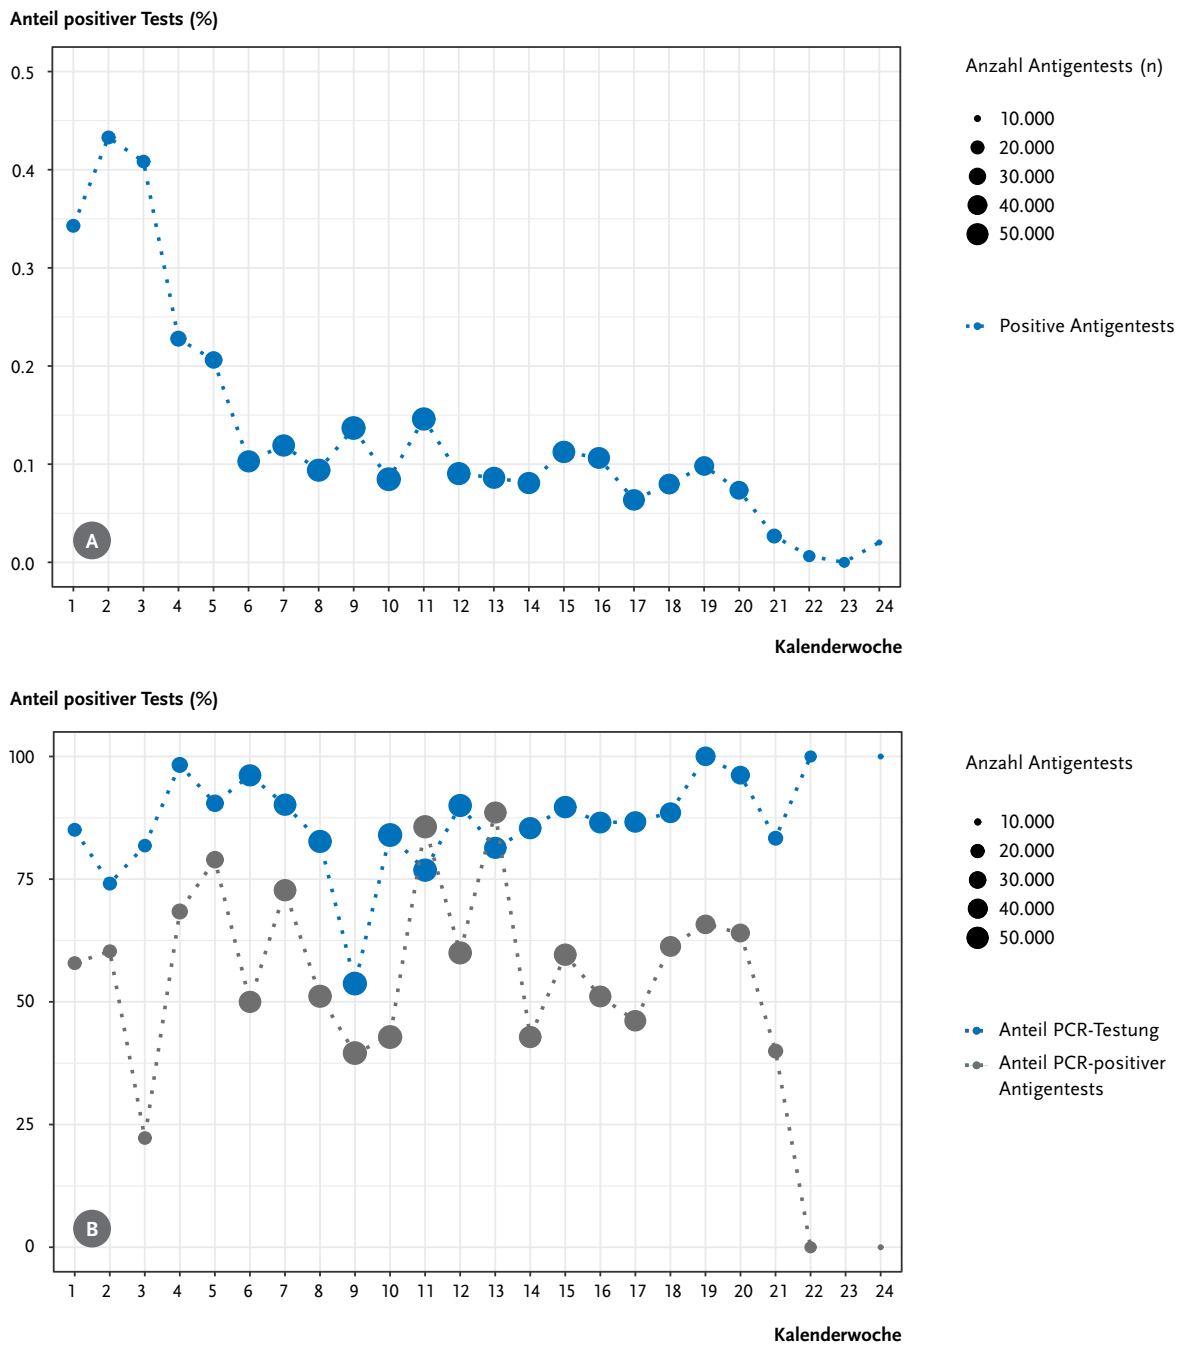 Anteil positiver Tests (%)
0.5
0.4
0.3
0.2
0.1
0.0
A
1 2 3 4 5 6 7 8 9 10 11 12 13 14 15 16 17 18 19 20 21 22 23 24
Kalenderwoche
Anzahl Antigentests (n)
10.000
20.000
30.000
40.000
50.000
Positive Antigentests
Anteil positiver Tests (%)
100
75
50
25
0
B
1 2 3 4 5 6 7 8 9 10 11 12 13 14 15 16 17 18 19 20 21 22 23 24
Kalenderwoche
Anzahl Antigentests
10.000
20.000
30.000
40.000
50.000
Anteil PCR-Testung
Anteil PCR-positiver
Antigentests